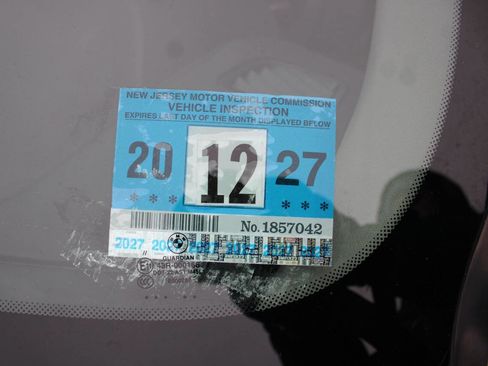 NEW JERSEY MOTOR VEHICLE COMMISSION
VEHICLE INSPECTION
EXPIRES LAST DAY OF THE MONTH DISPLAYED BELOW
20 12 27
* * * * * *
No. 1857042
2027
GUARDIAN